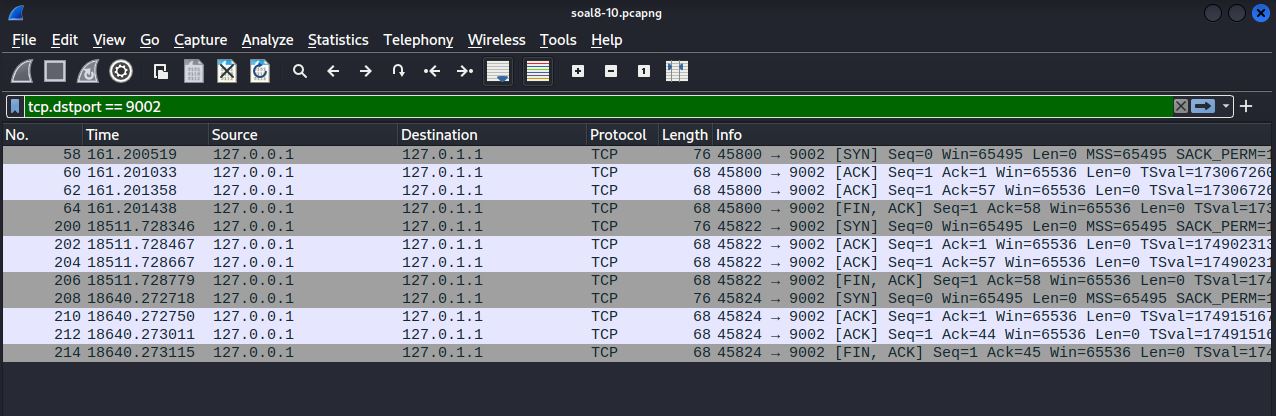 soal8-10.pcapng
File Edit View Go Capture Analyze Statistics Telephony Wireless Tools Help
tcp.dstport == 9002
No. Time Source Destination Protocol Length Info
58 161.200519 127.0.0.1 127.0.1.1 TCP 76 45800 → 9002 [SYN] Seq=0 Win=65495 Len=0 MSS=65495 SACK_PERM=1
60 161.201033 127.0.0.1 127.0.1.1 TCP 68 45800 → 9002 [ACK] Seq=1 Ack=1 Win=65536 Len=0 TSval=173067260
62 161.201358 127.0.0.1 127.0.1.1 TCP 68 45800 → 9002 [ACK] Seq=1 Ack=57 Win=65536 Len=0 TSval=17306726
64 161.201438 127.0.0.1 127.0.1.1 TCP 68 45800 → 9002 [FIN, ACK] Seq=1 Ack=58 Win=65536 Len=0 TSval=173
200 18511.728346 127.0.0.1 127.0.1.1 TCP 76 45822 → 9002 [SYN] Seq=0 Win=65495 Len=0 MSS=65495 SACK_PERM=1
202 18511.728467 127.0.0.1 127.0.1.1 TCP 68 45822 → 9002 [ACK] Seq=1 Ack=1 Win=65536 Len=0 TSval=174902313
204 18511.728667 127.0.0.1 127.0.1.1 TCP 68 45822 → 9002 [ACK] Seq=1 Ack=57 Win=65536 Len=0 TSval=17490231
206 18511.728779 127.0.0.1 127.0.1.1 TCP 68 45822 → 9002 [FIN, ACK] Seq=1 Ack=58 Win=65536 Len=0 TSval=174
208 18640.272718 127.0.0.1 127.0.1.1 TCP 76 45824 → 9002 [SYN] Seq=0 Win=65495 Len=0 MSS=65495 SACK_PERM=1
210 18640.272750 127.0.0.1 127.0.1.1 TCP 68 45824 → 9002 [ACK] Seq=1 Ack=1 Win=65536 Len=0 TSval=174915167
212 18640.273011 127.0.0.1 127.0.1.1 TCP 68 45824 → 9002 [ACK] Seq=1 Ack=44 Win=65536 Len=0 TSval=17491516
214 18640.273115 127.0.0.1 127.0.1.1 TCP 68 45824 → 9002 [FIN, ACK] Seq=1 Ack=45 Win=65536 Len=0 TSval=174